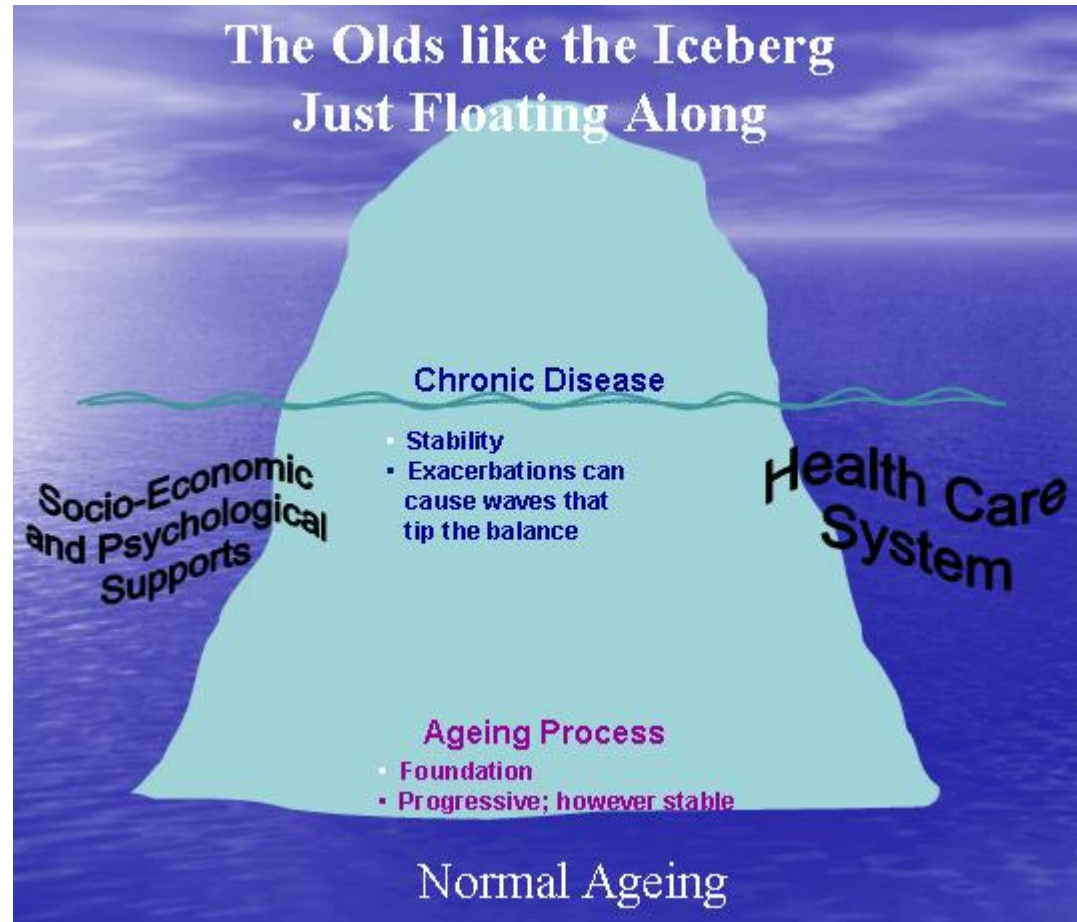 The Olds like the Iceberg
Just Floating Along
Chronic Disease
• Stability
• Exacerbations can
cause waves that
tip the balance
Socio-Economic
and Psychological
Supports
Health Care
System
Ageing Process
• Foundation
• Progressive; however stable
Normal Ageing